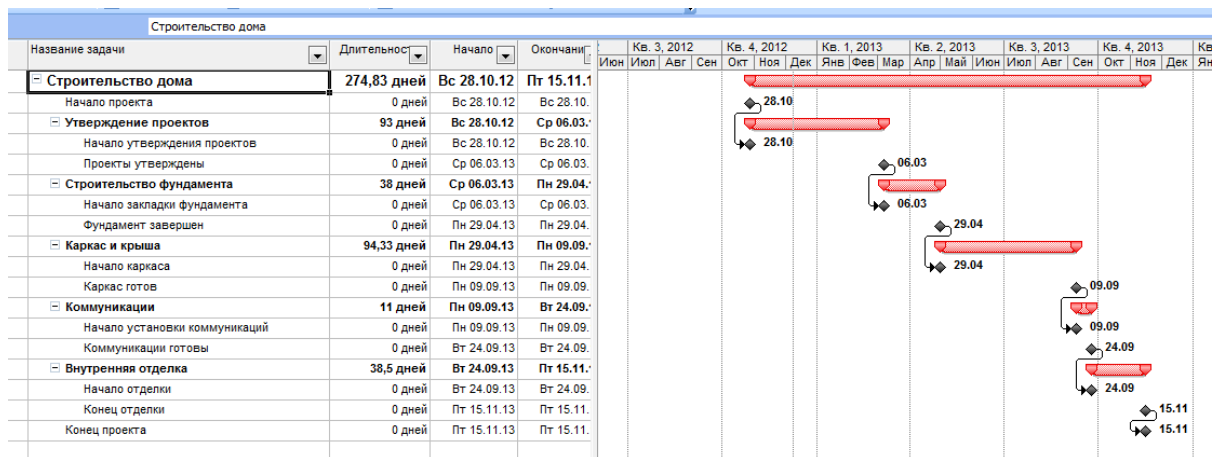 Строительство дома
Название задачи Длительнос Начало Окончани Кв. 3, 2012 Кв. 4, 2012 Кв. 1, 2013 Кв. 2, 2013 Кв. 3, 2013 Кв. 4, 2013 Кв
Июн Июл Авг Сен Окт Ноя Дек Янв Фев Мар Апр Май Июн Июл Авг Сен Окт Ноя Дек Ян
Строительство дома 274,83 дней Вс 28.10.12 Пт 15.11.1
Начало проекта 0 дней Вс 28.10.12 Вс 28.10. 28.10
Утверждение проектов 93 дней Вс 28.10.12 Ср 06.03.
Начало утверждения проектов 0 дней Вс 28.10.12 Вс 28.10. 28.10
Проекты утверждены 0 дней Ср 06.03.13 Ср 06.03. 06.03
Строительство фундамента 38 дней Ср 06.03.13 Пн 29.04.
Начало закладки фундамента 0 дней Ср 06.03.13 Ср 06.03. 06.03
Фундамент завершен 0 дней Пн 29.04.13 Пн 29.04. 29.04
Каркас и крыша 94,33 дней Пн 29.04.13 Пн 09.09.
Начало каркаса 0 дней Пн 29.04.13 Пн 29.04. 29.04
Каркас готов 0 дней Пн 09.09.13 Пн 09.09. 09.09
Коммуникации 11 дней Пн 09.09.13 Вт 24.09.
Начало установки коммуникаций 0 дней Пн 09.09.13 Пн 09.09. 09.09
Коммуникации готовы 0 дней Вт 24.09.13 Вт 24.09. 24.09
Внутренняя отделка 38,5 дней Вт 24.09.13 Пт 15.11.
Начало отделки 0 дней Вт 24.09.13 Вт 24.09. 24.09
Конец отделки 0 дней Пт 15.11.13 Пт 15.11. 15.11
Конец проекта 0 дней Пт 15.11.13 Пт 15.11. 15.11